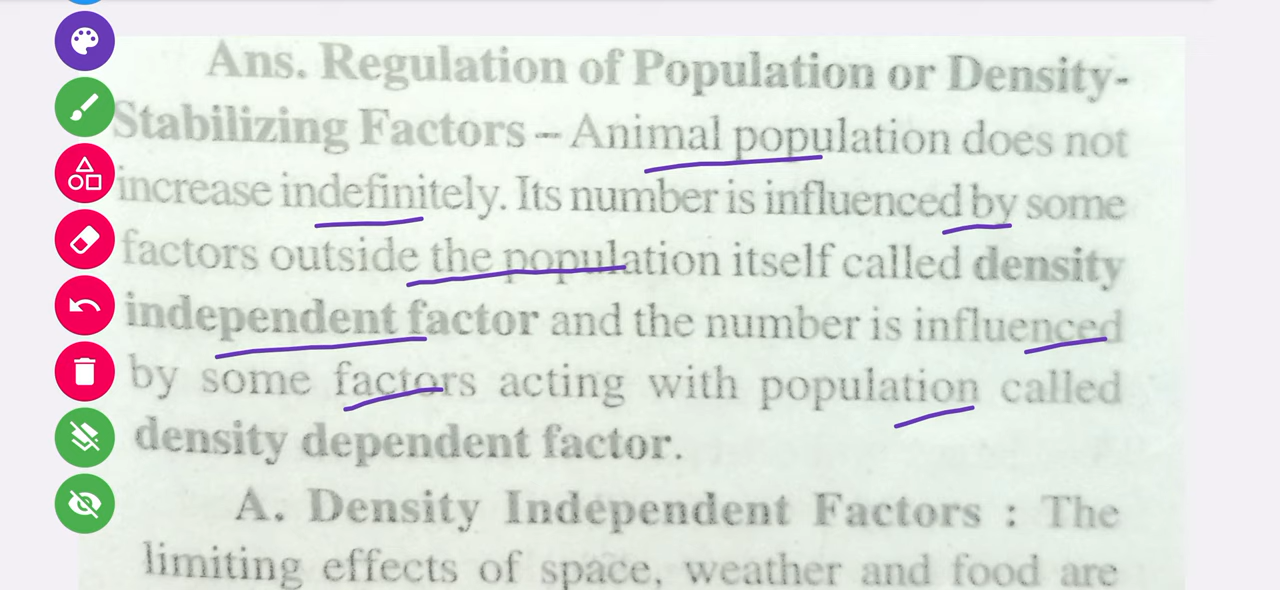 Ans. Regulation of Population or Density-
Stabilizing Factors – Animal population does not
increase indefinitely. Its number is influenced by some
factors outside the population itself called density
independent factor and the number is influenced
by some factors acting with population called
density dependent factor.
A. Density Independent Factors : The
limiting effects of space, weather and food are